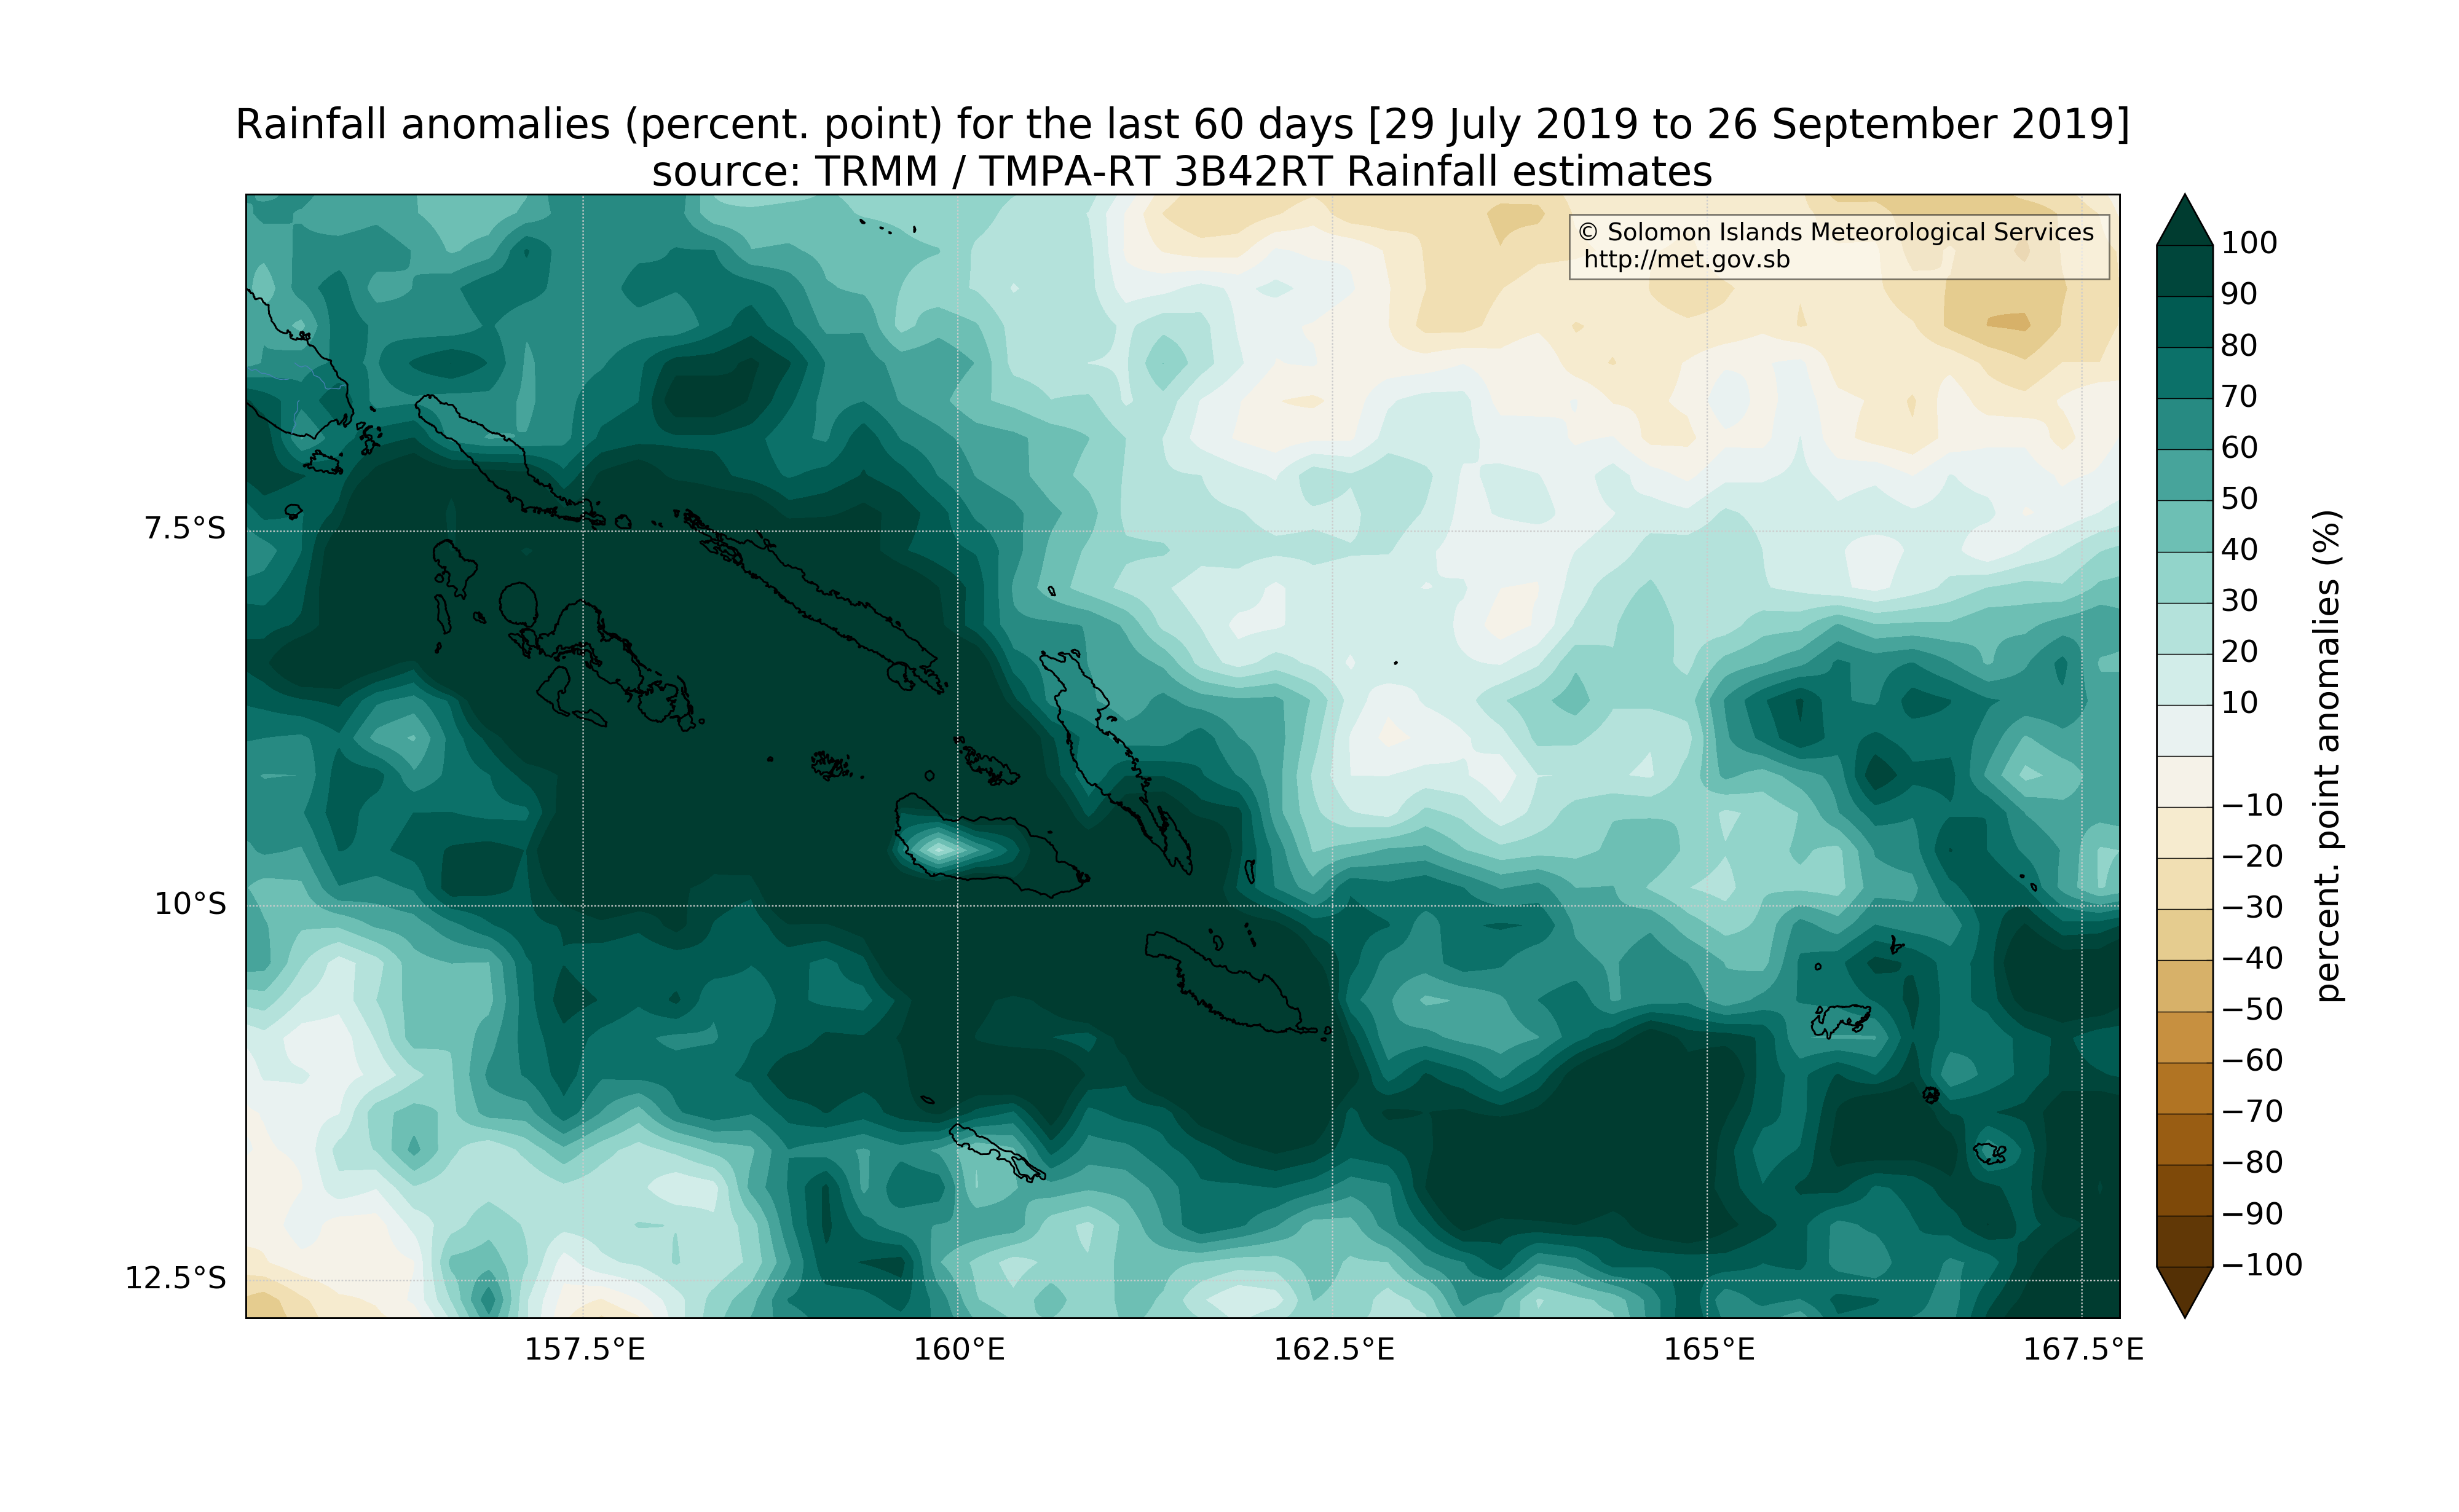 Rainfall anomalies (percent. point) for the last 60 days [29 July 2019 to 26 September 2019]
source: TRMM / TMPA-RT 3B42RT Rainfall estimates
© Solomon Islands Meteorological Services
http://met.gov.sb
7.5°S
10°S
12.5°S
157.5°E
160°E
162.5°E
165°E
167.5°E
100
90
80
70
60
50
40
30
20
10
−10
−20
−30
−40
−50
−60
−70
−80
−90
−100
percent. point anomalies (%)